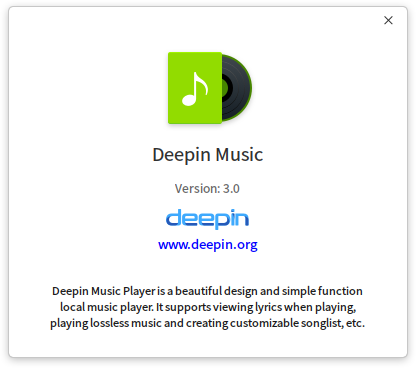 Deepin Music
Version: 3.0
deepin
www.deepin.org
Deepin Music Player is a beautiful design and simple function
local music player. It supports viewing lyrics when playing,
playing lossless music and creating customizable songlist, etc.